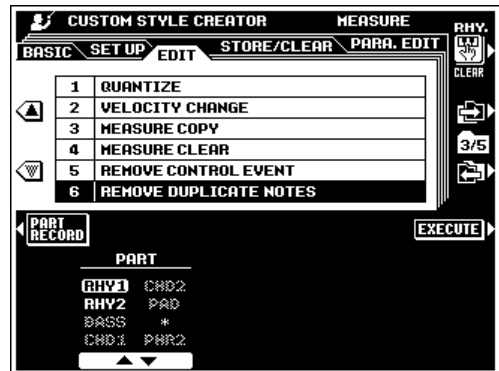 CUSTOM STYLE CREATOR MEASURE
RHY.
CLEAR
BASIC SET UP EDIT STORE/CLEAR PARA. EDIT
1 QUANTIZE
2 VELOCITY CHANGE
3 MEASURE COPY
4 MEASURE CLEAR
5 REMOVE CONTROL EVENT
6 REMOVE DUPLICATE NOTES
3/5
PART
RECORD
EXECUTE
PART
RHY1 CHD2
RHY2 PAD
BASS *
CHD1 PHR2